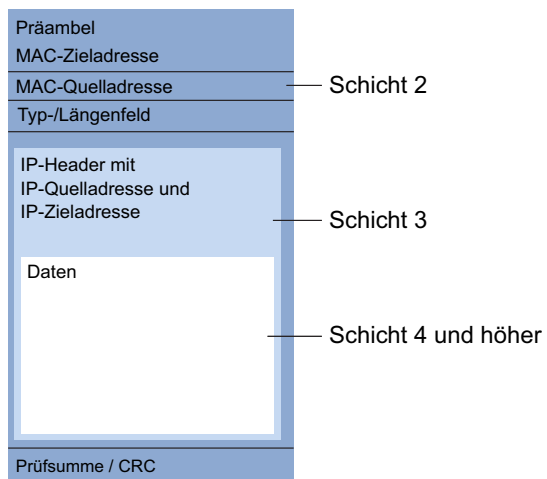 Präambel
MAC-Zieladresse
MAC-Quelladresse
Schicht 2
Typ-/Längenfeld
IP-Header mit
IP-Quelladresse und
IP-Zieladresse
Schicht 3
Daten
Schicht 4 und höher
Prüfsumme / CRC